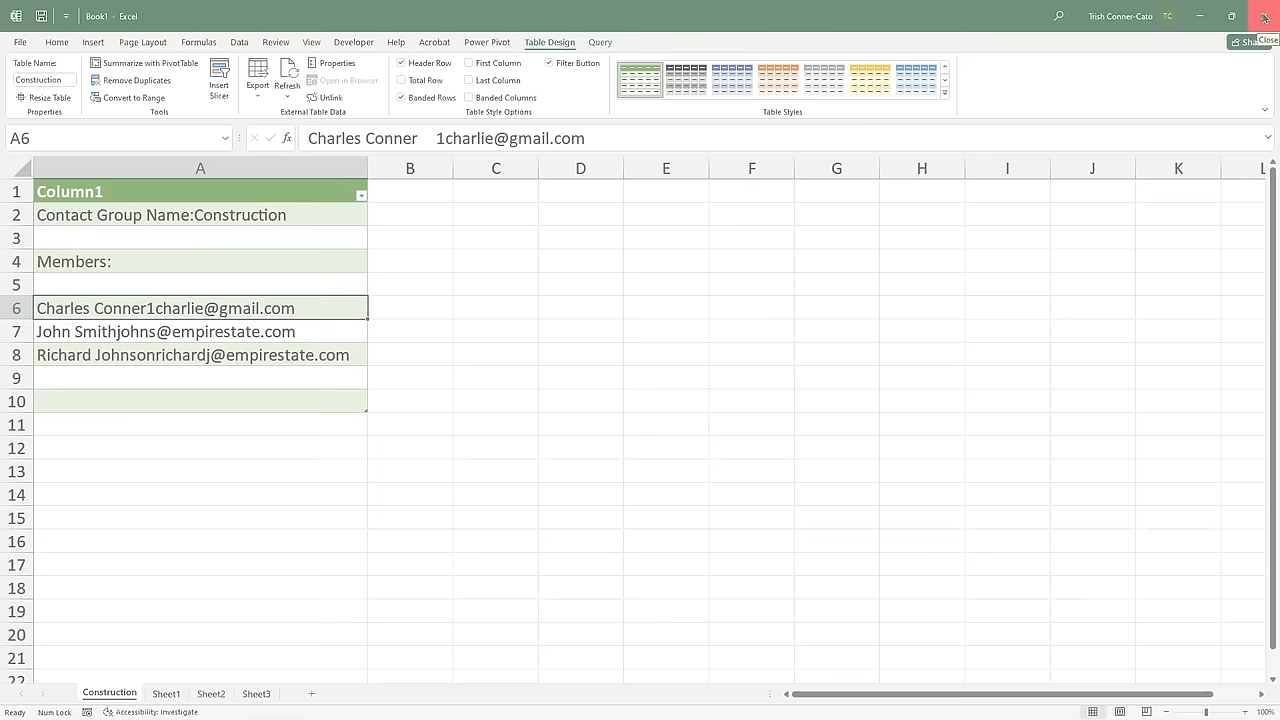 Book1 - Excel
Trish Conner-Cato TC
Close
File Home Insert Page Layout Formulas Data Review View Developer Help Acrobat Power Pivot Table Design Query
Table Name:
Construction
Resize Table
Properties
Summarize with PivotTable
Convert to Range
Tools
Insert
Slicer
Export
Refresh
Properties
Open in Browser
Unlink
External Table Data
Header Row
Total Row
Banded Rows
First Column
Last Column
Banded Columns
Filter Button
Table Style Options
Table Styles
A6
fx
Charles Conner 1charlie@gmail.com
A B C D E F G H I J K L
1 Column1
2 Contact Group Name:Construction
3
4 Members:
5
6 Charles Conner1charlie@gmail.com
7 John Smithjohns@empirestate.com
8 Richard Johnsonrichardj@empirestate.com
9
10
11
12
13
14
15
16
17
18
19
20
21
22
Construction Sheet1 Sheet2 Sheet3
Ready Num Lock Accessibility: Investigate
100%